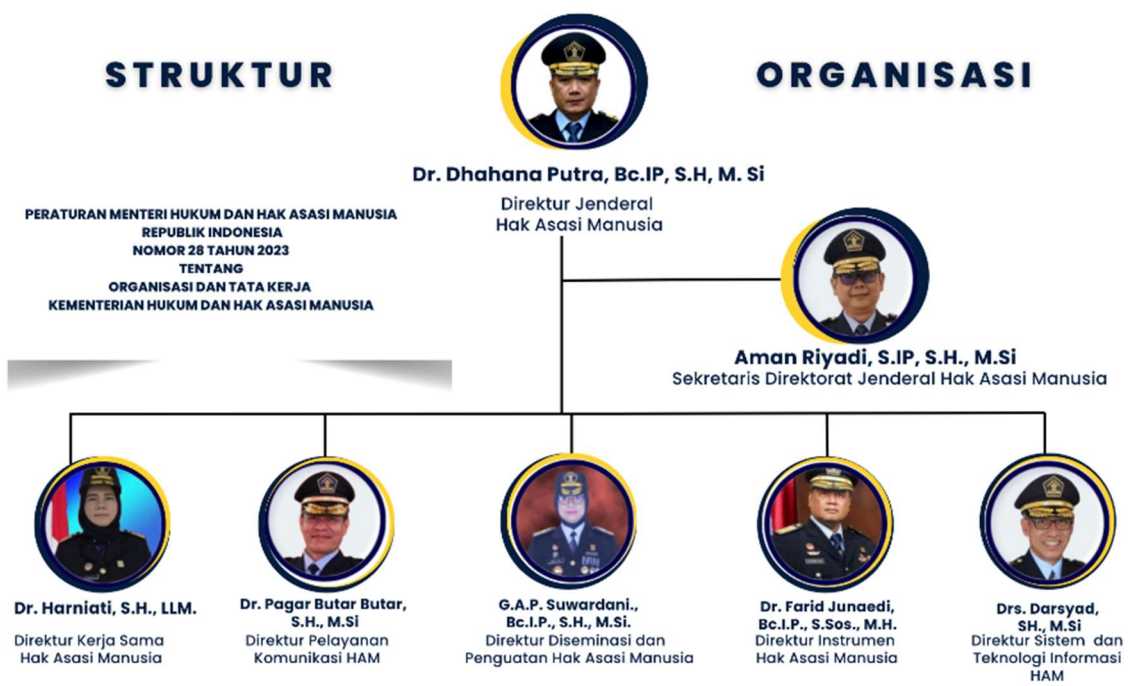 STRUKTUR
ORGANISASI
Dr. Dhahana Putra, Bc.IP, S.H, M. Si
Direktur Jenderal
Hak Asasi Manusia
PERATURAN MENTERI HUKUM DAN HAK ASASI MANUSIA
REPUBLIK INDONESIA
NOMOR 28 TAHUN 2023
TENTANG
ORGANISASI DAN TATA KERJA
KEMENTERIAN HUKUM DAN HAK ASASI MANUSIA
Aman Riyadi, S.IP, S.H., M.Si
Sekretaris Direktorat Jenderal Hak Asasi Manusia
Dr. Harniati, S.H., LLM.
Direktur Kerja Sama
Hak Asasi Manusia
Dr. Pagar Butar Butar,
S.H., M.Si
Direktur Pelayanan
Komunikasi HAM
G.A.P. Suwardani.,
Bc.I.P., S.H., M.Si.
Direktur Diseminasi dan
Penguatan Hak Asasi Manusia
Dr. Farid Junaedi,
Bc.I.P., S.Sos., M.H.
Direktur Instrumen
Hak Asasi Manusia
Drs. Darsyad,
SH., M.Si
Direktur Sistem dan
Teknologi Informasi
HAM